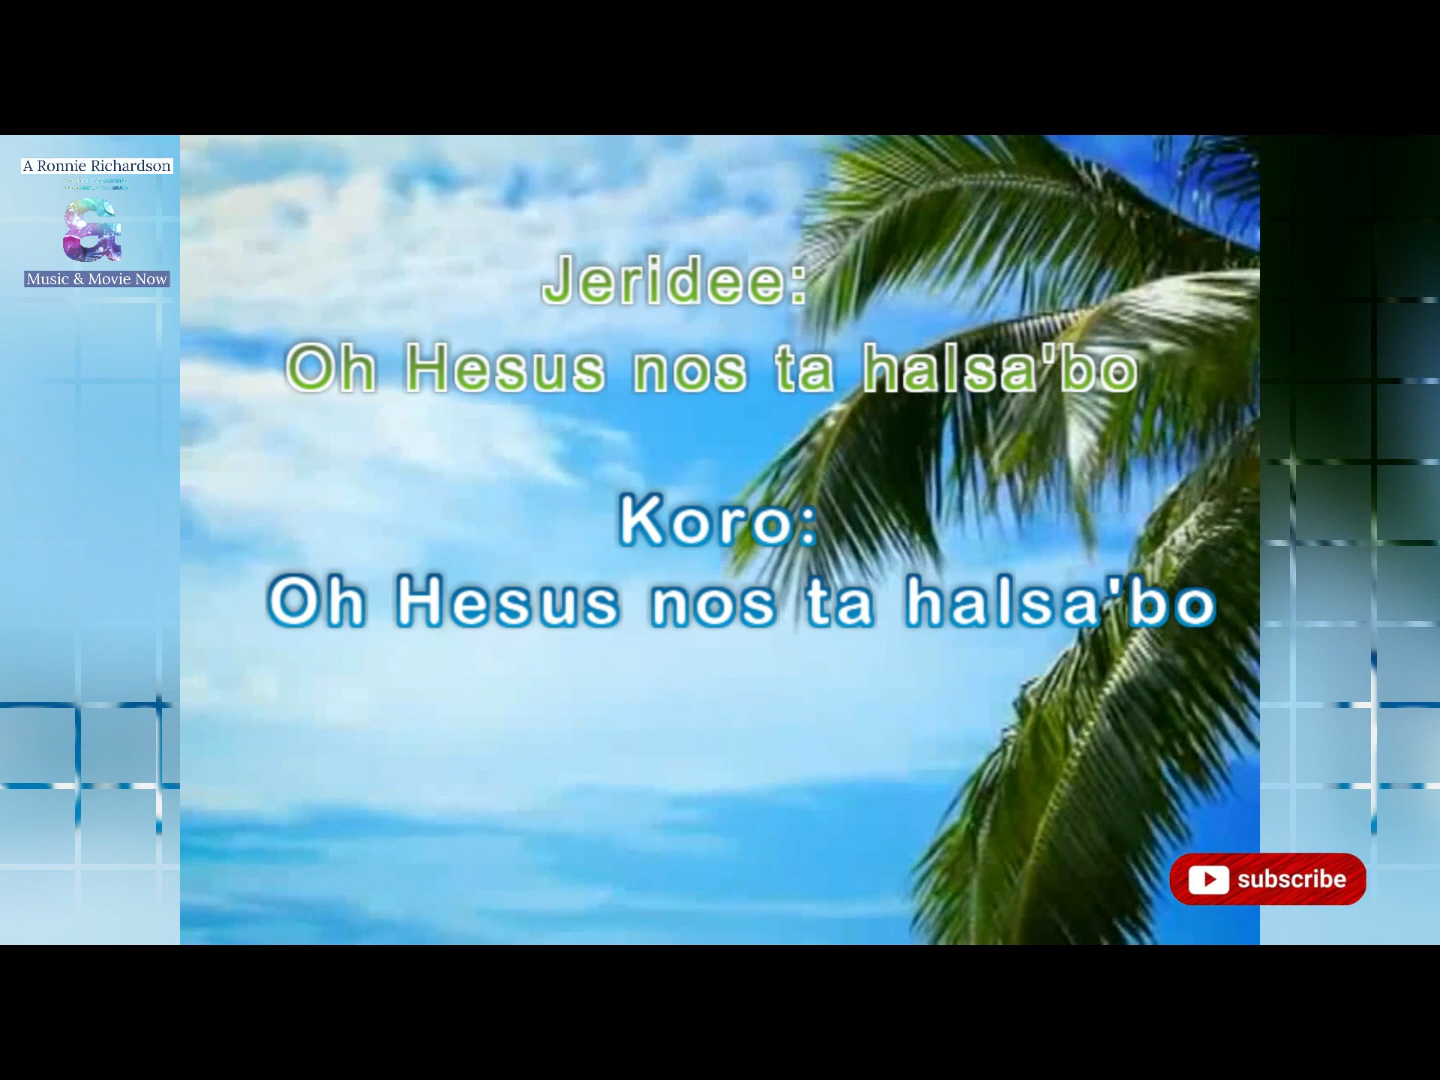 A Ronnie Richardson
Music & Movie Now
Jeridee:
Oh Hesus nos ta halsa'bo
Koro:
Oh Hesus nos ta halsa'bo
subscribe